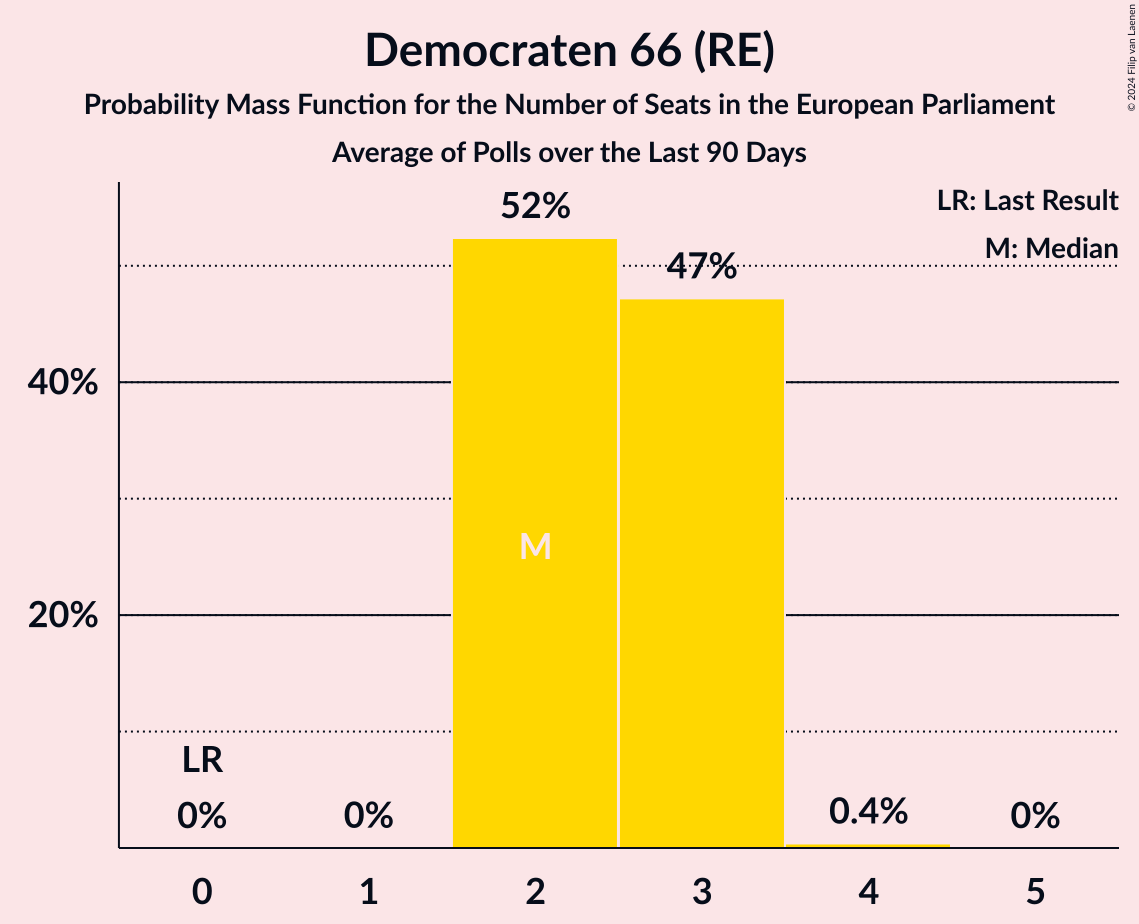 Democraten 66 (RE)
Probability Mass Function for the Number of Seats in the European Parliament
Average of Polls over the Last 90 Days
© 2024 Filip van Laenen
LR: Last Result
M: Median
52%
47%
40%
M
20%
LR
0%
0%
0.4%
0%
0 1 2 3 4 5